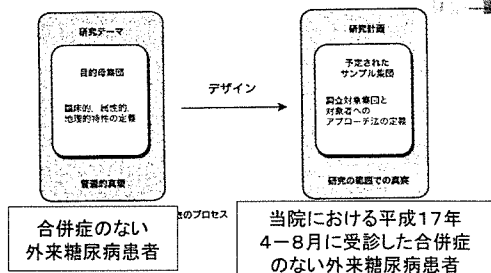 研究テーマ
目的母集団
臨床的、属性的、
地理的特性の定義
普遍的真実
デザイン
研究計画
予定された
サンプル集団
調査対象集団と
対象者への
アプローチ法の定義
研究の範囲での真実
のプロセス
合併症のない
外来糖尿病患者
当院における平成17年
4－8月に受診した合併症
のない外来糖尿病患者